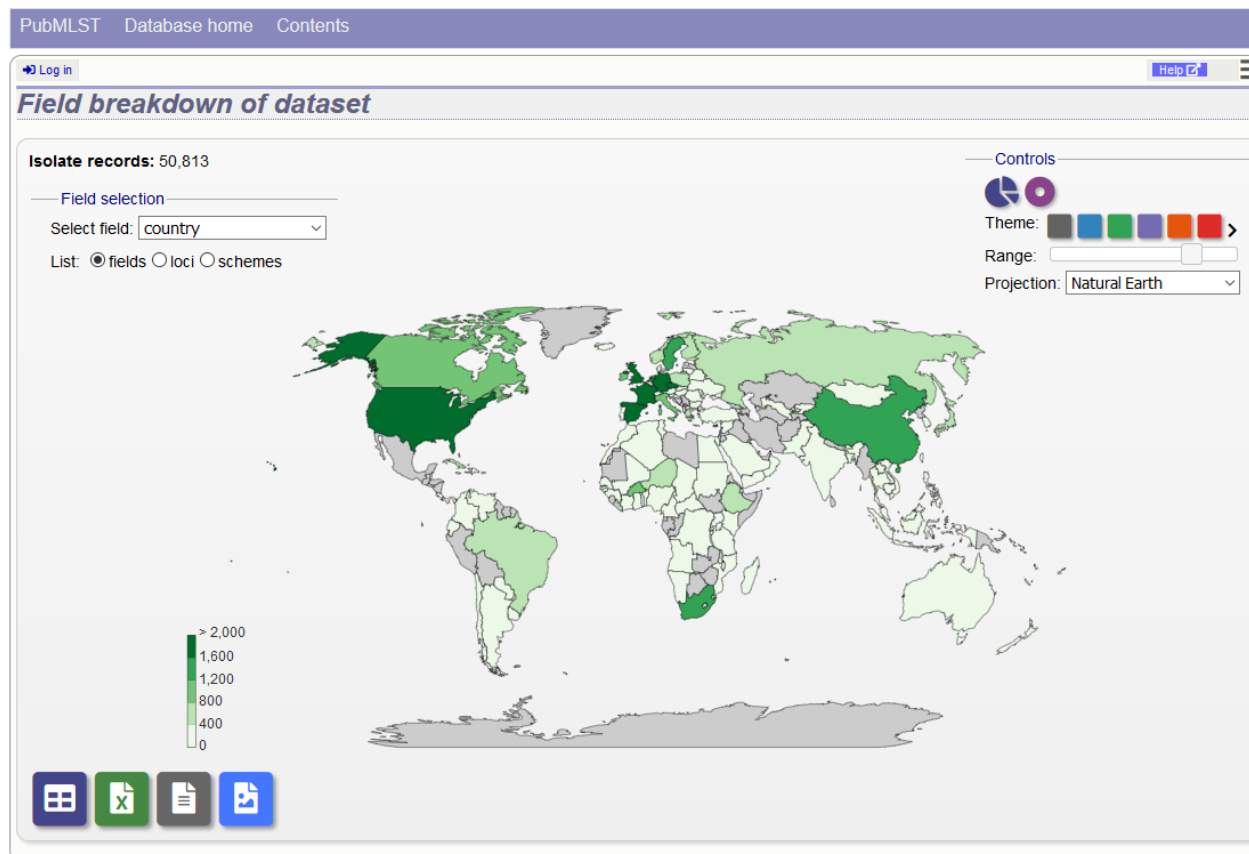 PubMLST Database home Contents
Log in
Help
Field breakdown of dataset
Isolate records: 50,813
Controls
Field selection
Select field: country
Theme:
List: fields loci schemes
Range:
Projection: Natural Earth
> 2,000
1,600
1,200
800
400
0
X